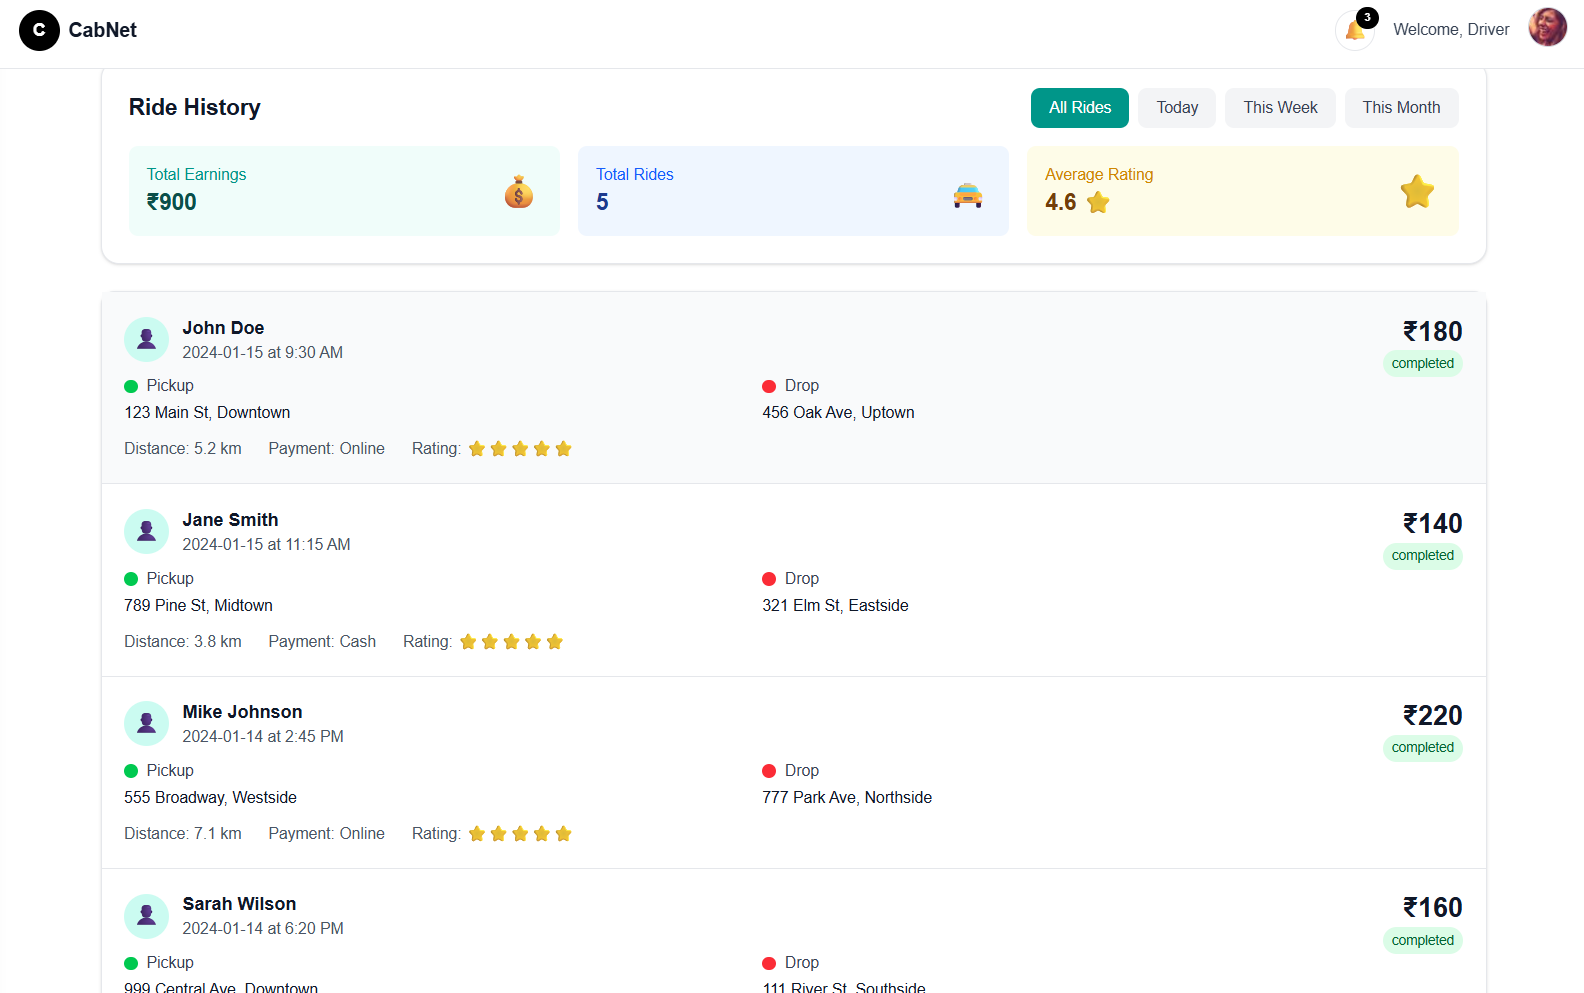 C CabNet
3
Welcome, Driver
Ride History
All Rides Today This Week This Month
Total Earnings
₹900
Total Rides
5
Average Rating
4.6
John Doe
2024-01-15 at 9:30 AM
₹180
completed
Pickup
123 Main St, Downtown
Drop
456 Oak Ave, Uptown
Distance: 5.2 km Payment: Online Rating:
Jane Smith
2024-01-15 at 11:15 AM
₹140
completed
Pickup
789 Pine St, Midtown
Drop
321 Elm St, Eastside
Distance: 3.8 km Payment: Cash Rating:
Mike Johnson
2024-01-14 at 2:45 PM
₹220
completed
Pickup
555 Broadway, Westside
Drop
777 Park Ave, Northside
Distance: 7.1 km Payment: Online Rating:
Sarah Wilson
2024-01-14 at 6:20 PM
₹160
completed
Pickup
999 Central Ave, Downtown
Drop
111 River St, Southside